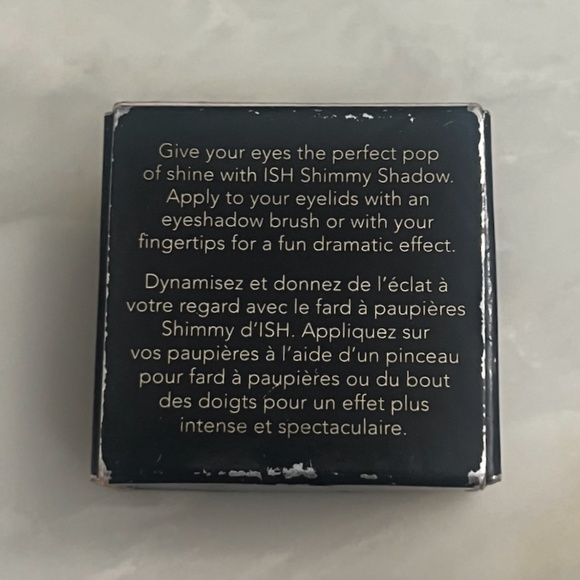 Give your eyes the perfect pop
of shine with ISH Shimmy Shadow.
Apply to your eyelids with an
eyeshadow brush or with your
fingertips for a fun dramatic effect.
Dynamisez et donnez de l'éclat à
votre regard avec le fard à paupières
Shimmy d'ISH. Appliquez sur
vos paupières à l'aide d'un pinceau
pour fard à paupières ou du bout
des doigts pour un effet plus
intense et spectaculaire.